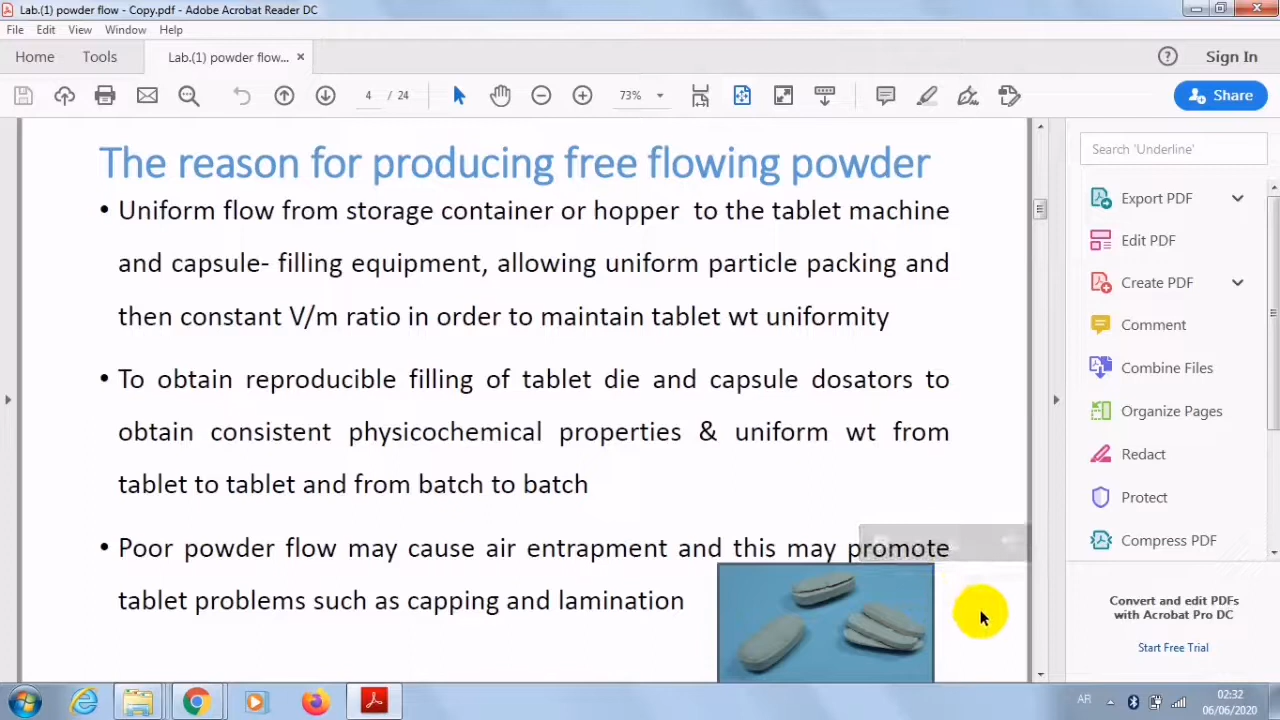 Lab.(1) powder flow - Copy.pdf - Adobe Acrobat Reader DC
File Edit View Window Help
Home Tools Lab.(1) powder flow... × ? Sign In
4 / 24 73% Share
The reason for producing free flowing powder
• Uniform flow from storage container or hopper to the tablet machine
and capsule- filling equipment, allowing uniform particle packing and
then constant V/m ratio in order to maintain tablet wt uniformity
• To obtain reproducible filling of tablet die and capsule dosators to
obtain consistent physicochemical properties & uniform wt from
tablet to tablet and from batch to batch
• Poor powder flow may cause air entrapment and this may promote
tablet problems such as capping and lamination
Search 'Underline'
Export PDF
Edit PDF
Create PDF
Comment
Combine Files
Organize Pages
Redact
Protect
Compress PDF
Convert and edit PDFs
with Acrobat Pro DC
Start Free Trial
AR 02:32
06/06/2020